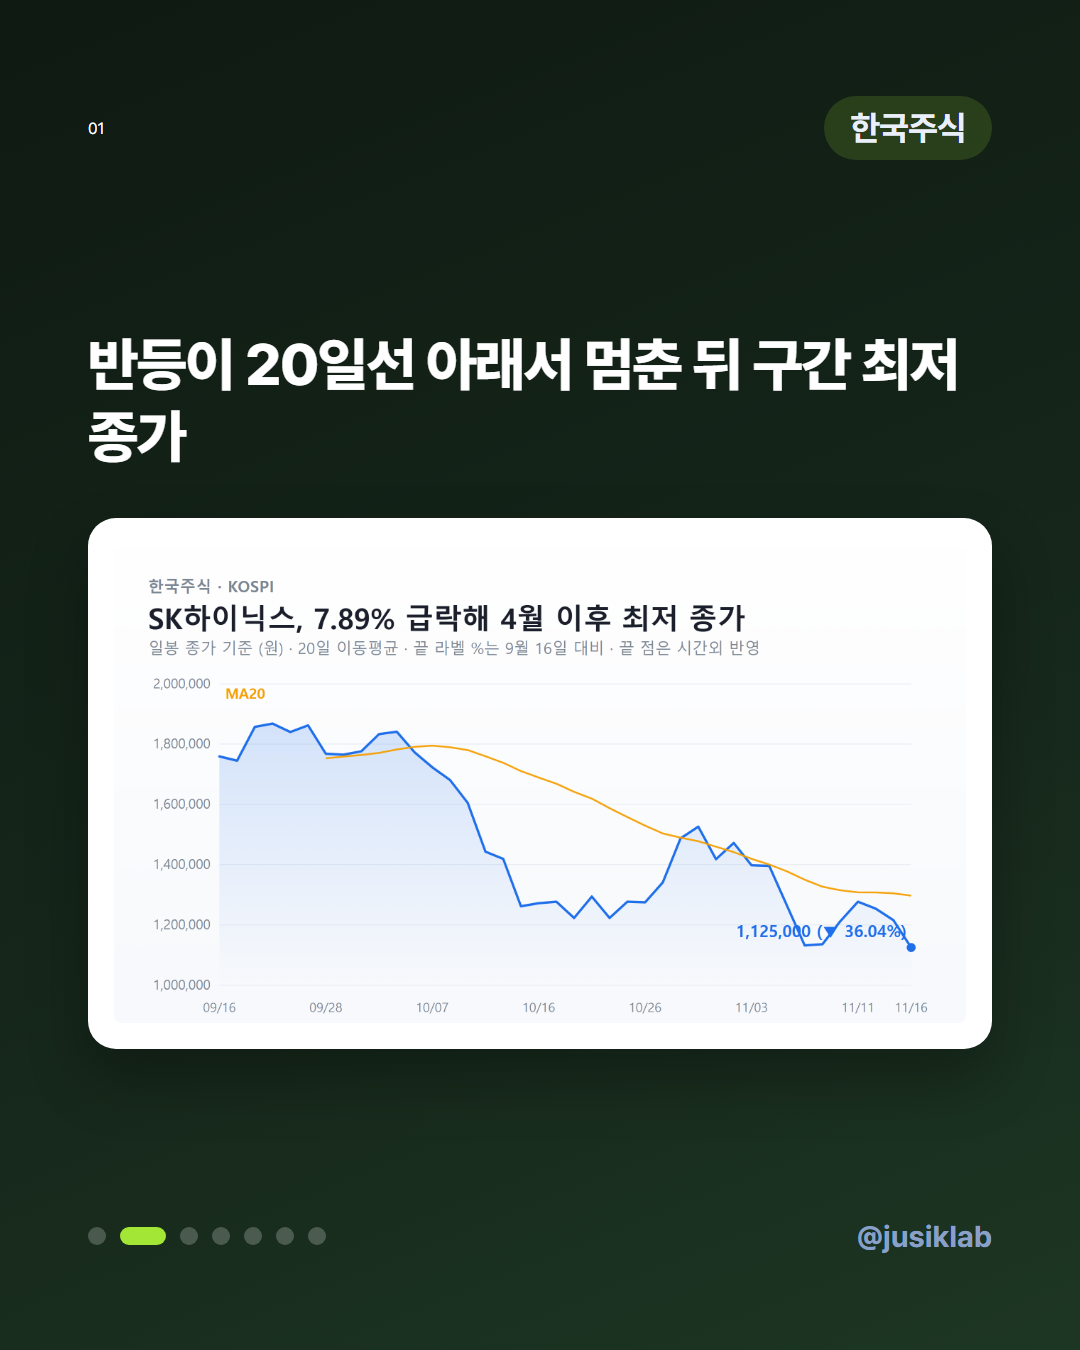 01
한국주식
반등이 20일선 아래서 멈춘 뒤 구간 최저
종가
한국주식 · KOSPI
SK하이닉스, 7.89% 급락해 4월 이후 최저 종가
일봉 종가 기준 (원) · 20일 이동평균 · 끝 라벨 %는 9월 16일 대비 · 끝 점은 시간외 반영
2,000,000
MA20
1,800,000
1,600,000
1,400,000
1,200,000
1,125,000 (▼ 36.04%)
1,000,000
09/16 09/28 10/07 10/16 10/26 11/03 11/11 11/16
@jusiklab